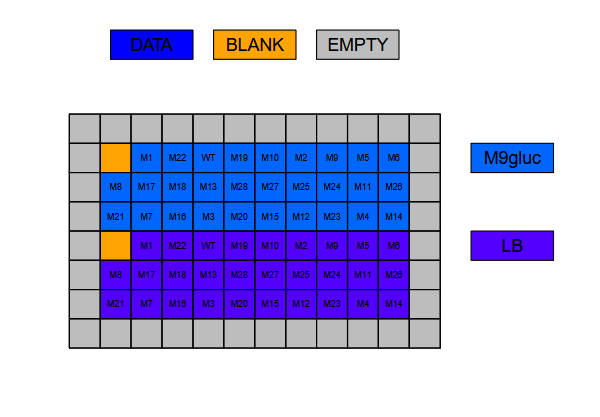 DATA BLANK EMPTY
M1 M22 WT M19 M10 M2 M9 M5 M6 M9gluc
M8 M17 M18 M13 M28 M27 M25 M24 M11 M26
M21 M7 M16 M3 M20 M15 M12 M23 M4 M14
M1 M22 WT M19 M10 M2 M9 M5 M6 LB
M8 M17 M18 M13 M28 M27 M25 M24 M11 M26
M21 M7 M16 M3 M20 M15 M12 M23 M4 M14